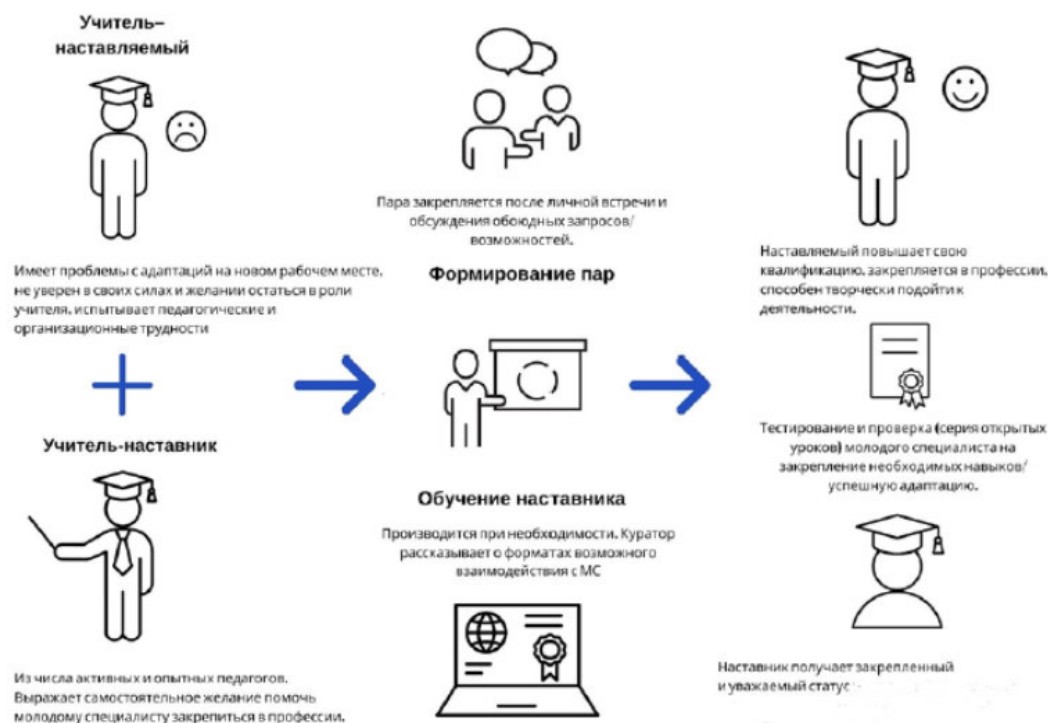 Учитель–
наставляемый
Имеет проблемы с адаптаций на новом рабочем месте,
не уверен в своих силах и желании остаться в роли
учителя, испытывает педагогические и
организационные трудности
Учитель-наставник
Из числа активных и опытных педагогов.
Выражает самостоятельное желание помочь
молодому специалисту закрепиться в профессии.
Пара закрепляется после личной встречи и
обсуждения обоюдных запросов/
возможностей.
Формирование пар
Обучение наставника
Производится при необходимости. Куратор
рассказывает о форматах возможного
взаимодействия с МС
Наставляемый повышает свою
квалификацию, закрепляется в профессии,
способен творчески подойти к
деятельности.
Тестирование и проверка (серия открытых
уроков) молодого специалиста на
закрепление необходимых навыков/
успешную адаптацию.
Наставник получает закрепленный
и уважаемый статус